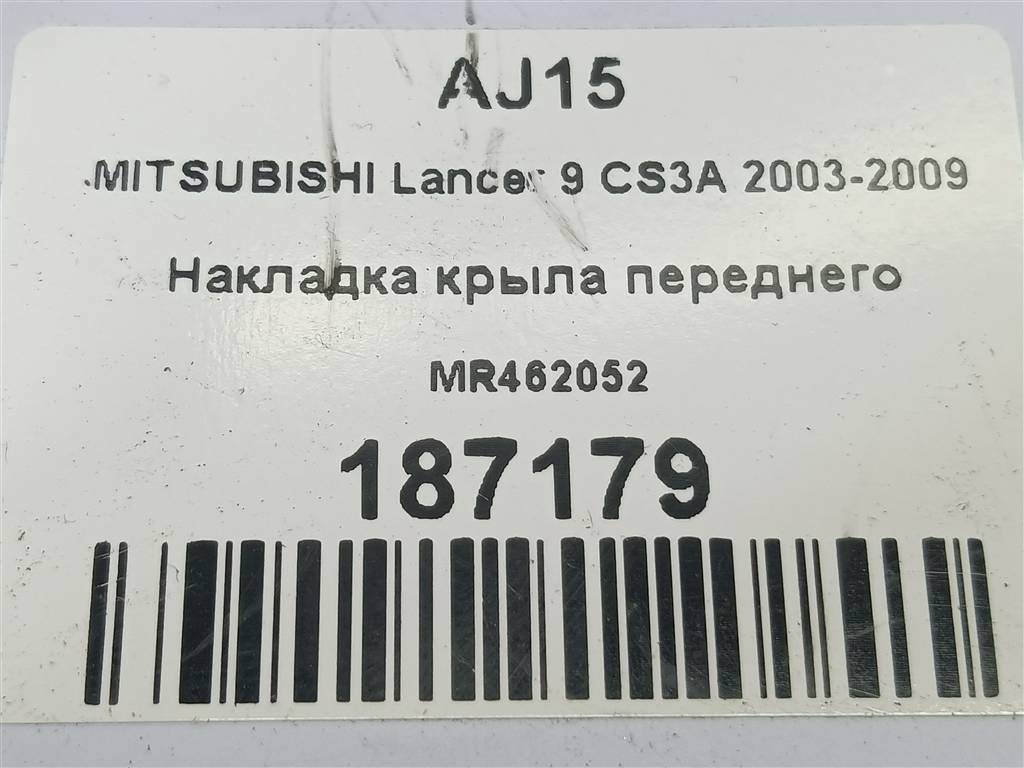 AJ15
MITSUBISHI Lancer 9 CS3A 2003-2009
Накладка крыла переднего
MR462052
187179